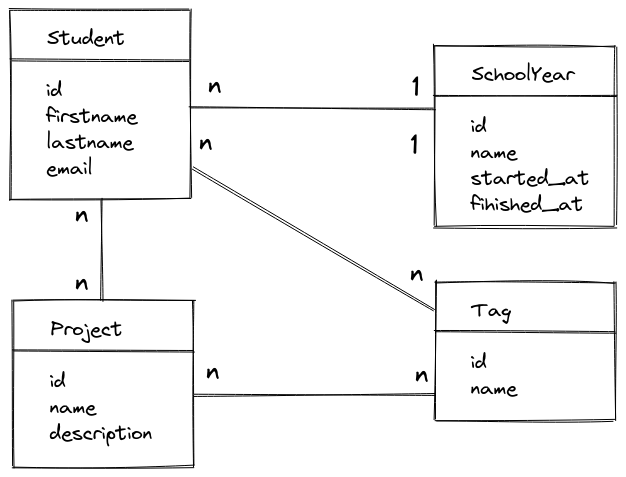 Student
id
firstname
lastname
email
n
1
SchoolYear
id
name
started_at
fihished_at
n
1
n
n
n
Project
id
name
description
n
n
Tag
id
name